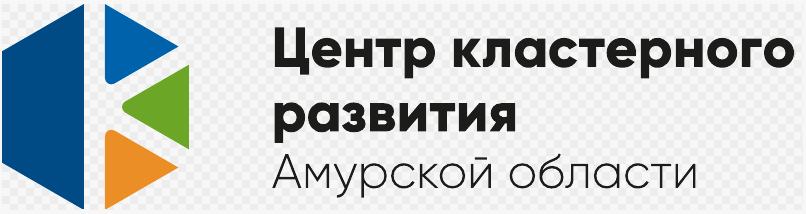 Центр кластерного
развития
Амурской области